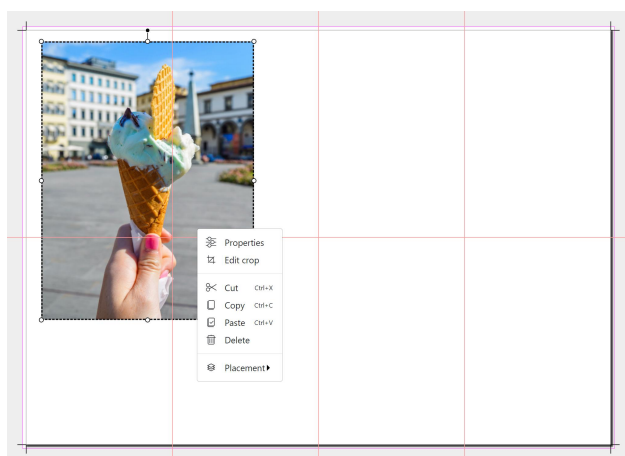 Properties
Edit crop
Cut Ctrl+X
Copy Ctrl+C
Paste Ctrl+V
Delete
Placement